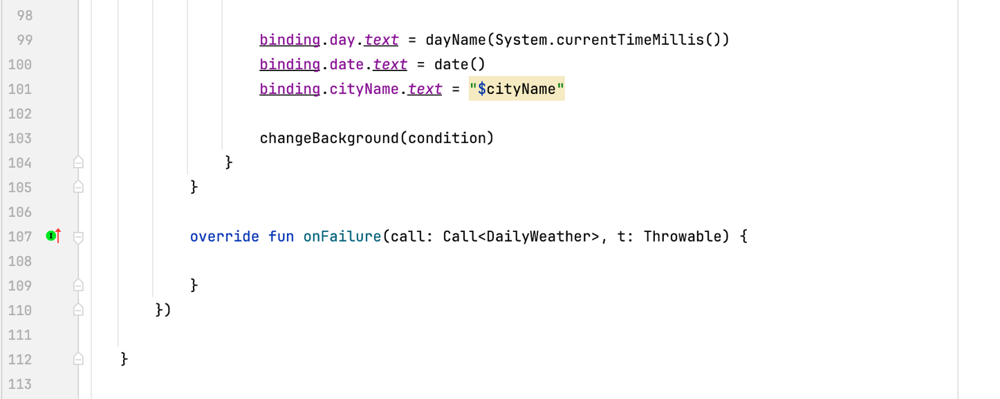 98
99 binding.day.text = dayName(System.currentTimeMillis())
100 binding.date.text = date()
101 binding.cityName.text = "$cityName"
102
103 changeBackground(condition)
104 }
105 }
106
107 I override fun onFailure(call: Call<DailyWeather>, t: Throwable) {
108
109 }
110 })
111
112 }
113